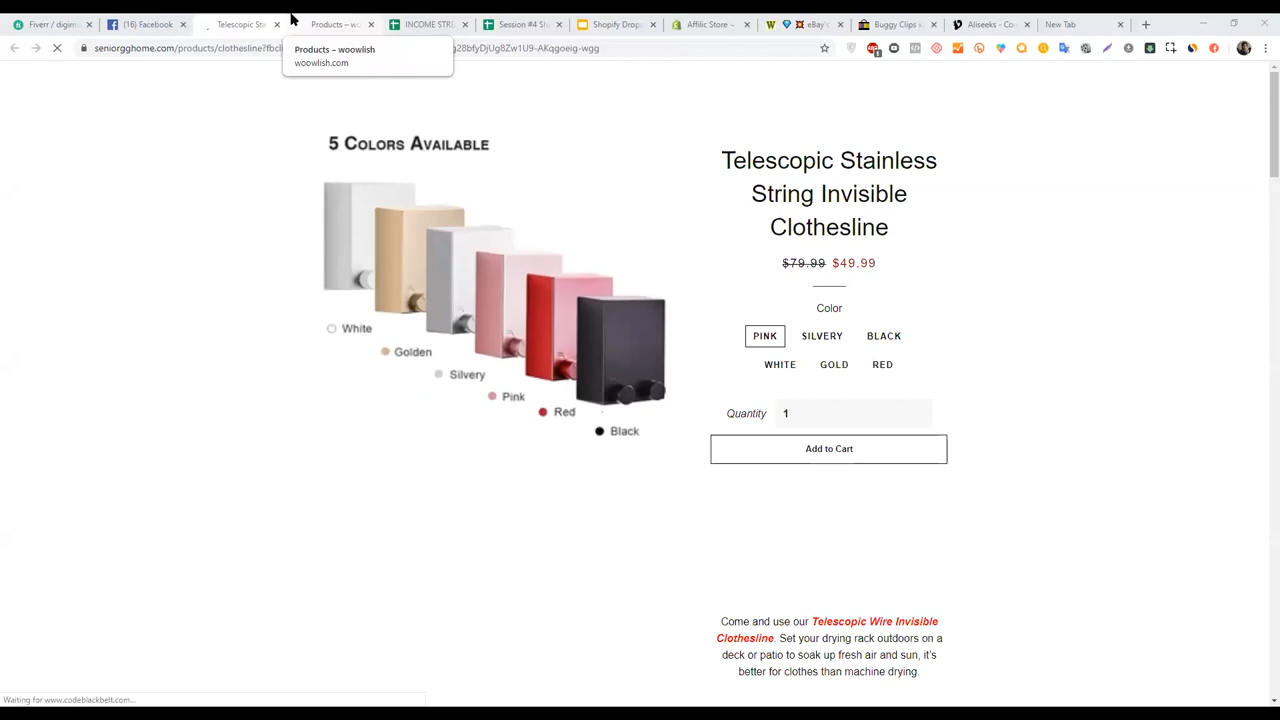 Fiverr / digim
(16) Facebook
Telescopic Sta
Products – wo
INCOME STRE
Session #4 Sh
Shopify Drop
Affilic Store –
eBay's
Buggy Clips x
Aliseeks - Co
New Tab
seniorgghome.com/products/clothesline?fbcl
g28bfyDjUg8Zw1U9-AKqgoeig-wgg
Products – woowlish
woowlish.com
5 COLORS AVAILABLE
White
Golden
Silvery
Pink
Red
Black
Telescopic Stainless
String Invisible
Clothesline
$79.99 $49.99
Color
PINK SILVERY BLACK
WHITE GOLD RED
Quantity 1
Add to Cart
Come and use our Telescopic Wire Invisible
Clothesline. Set your drying rack outdoors on a
deck or patio to soak up fresh air and sun, it's
better for clothes than machine drying.
Waiting for www.codeblackbelt.com...